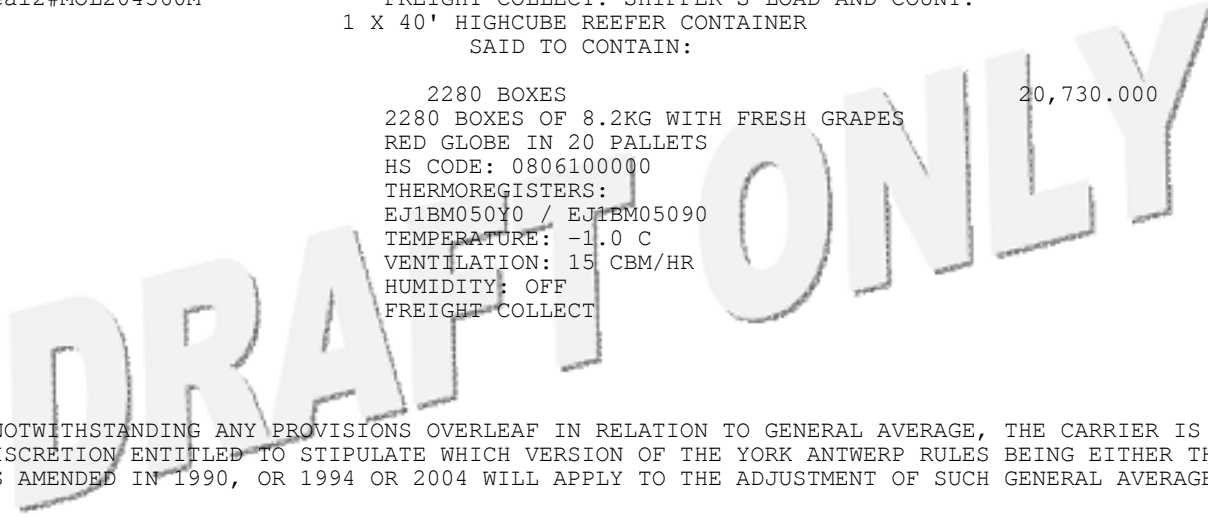 FREIGHT COLLECT. SHIPPER'S LOAD AND COUNT.
1 X 40' HIGHCUBE REEFER CONTAINER
SAID TO CONTAIN:
2280 BOXES 20,730.000
2280 BOXES OF 8.2KG WITH FRESH GRAPES
RED GLOBE IN 20 PALLETS
HS CODE: 0806100000
THERMOREGISTERS:
EJ1BM050Y0 / EJ1BM05090
TEMPERATURE: -1.0 C
VENTILATION: 15 CBM/HR
HUMIDITY: OFF
FREIGHT COLLECT
DRAFT ONLY
NOTWITHSTANDING ANY PROVISIONS OVERLEAF IN RELATION TO GENERAL AVERAGE, THE CARRIER IS
ENTITLED TO STIPULATE WHICH VERSION OF THE YORK ANTWERP RULES BEING EITHER
AMENDED IN 1990, OR 1994 OR 2004 WILL APPLY TO THE ADJUSTMENT OF SUCH GENERAL AVERAGE